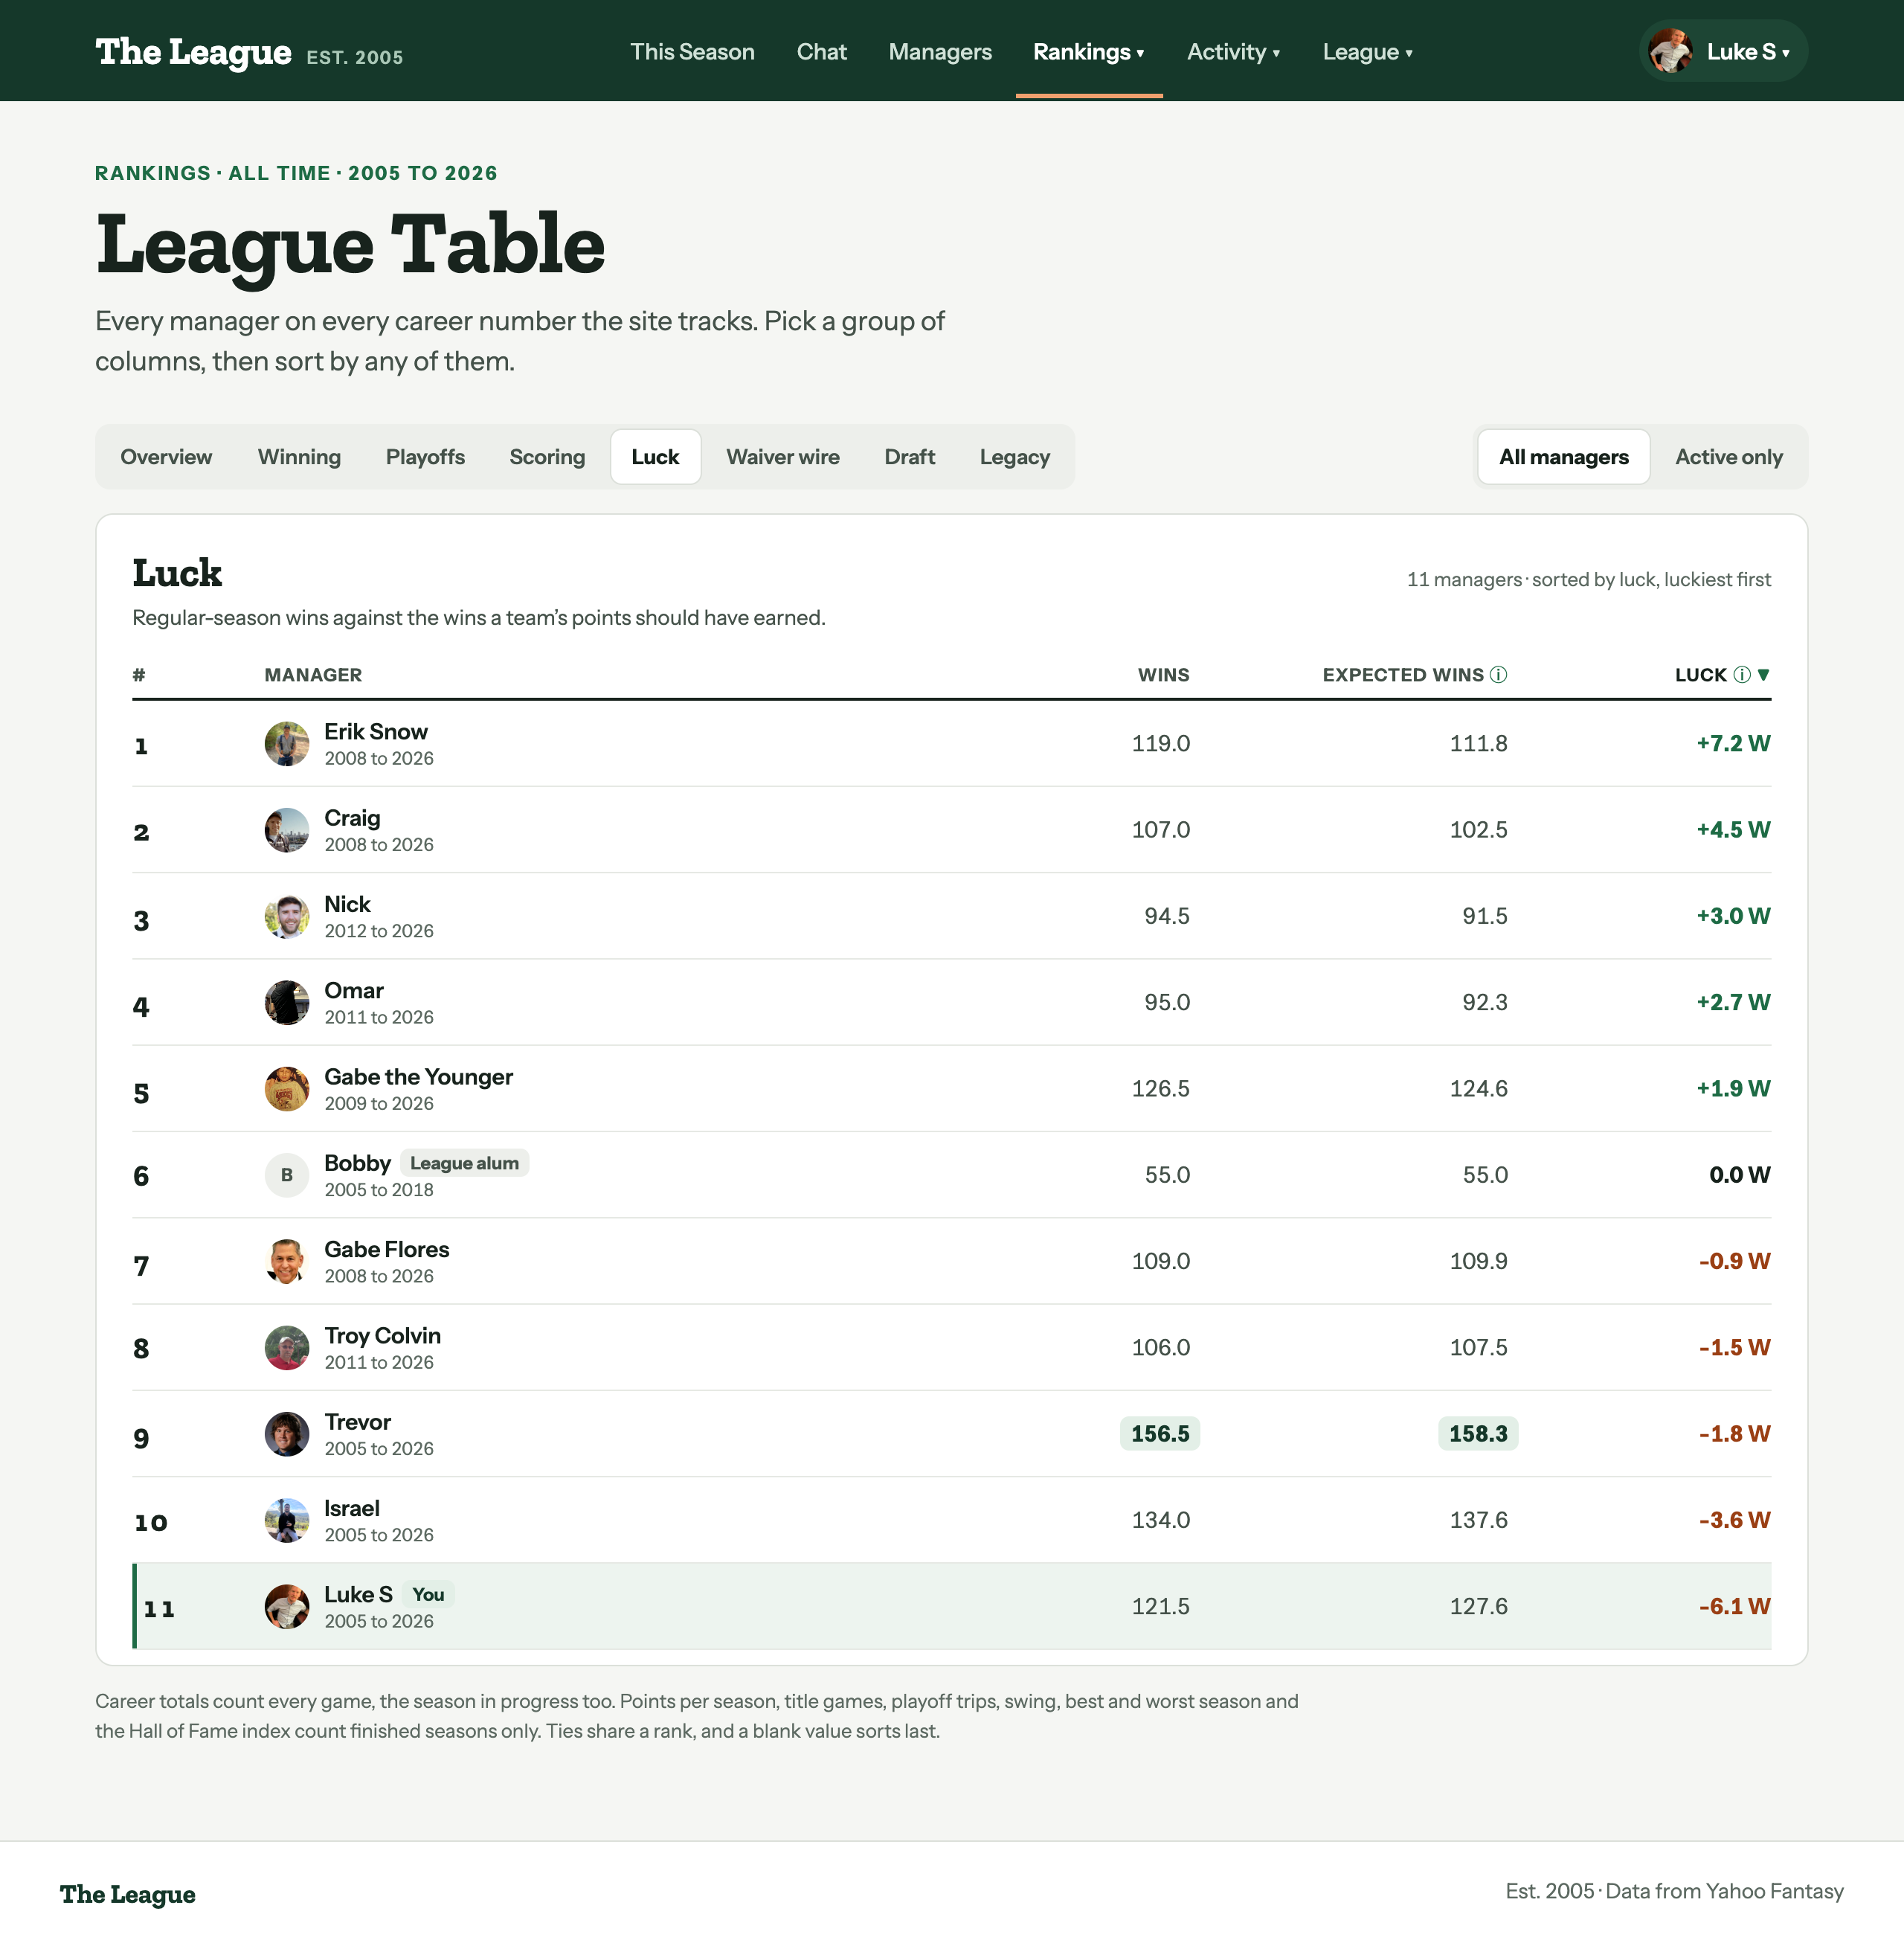 The League EST. 2005
This Season Chat Managers Rankings ▾ Activity ▾ League ▾ Luke S ▾
RANKINGS · ALL TIME · 2005 TO 2026
League Table
Every manager on every career number the site tracks. Pick a group of
columns, then sort by any of them.
Overview Winning Playoffs Scoring Luck Waiver wire Draft Legacy All managers Active only
Luck
11 managers · sorted by luck, luckiest first
Regular-season wins against the wins a team’s points should have earned.
# MANAGER WINS EXPECTED WINS ⓘ LUCK ⓘ ▼
1 Erik Snow 119.0 111.8 +7.2 W
2008 to 2026
2 Craig 107.0 102.5 +4.5 W
2008 to 2026
3 Nick 94.5 91.5 +3.0 W
2012 to 2026
4 Omar 95.0 92.3 +2.7 W
2011 to 2026
5 Gabe the Younger 126.5 124.6 +1.9 W
2009 to 2026
6 B Bobby League alum 55.0 55.0 0.0 W
2005 to 2018
7 Gabe Flores 109.0 109.9 -0.9 W
2008 to 2026
8 Troy Colvin 106.0 107.5 -1.5 W
2011 to 2026
9 Trevor 156.5 158.3 -1.8 W
2005 to 2026
10 Israel 134.0 137.6 -3.6 W
2005 to 2026
11 Luke S You 121.5 127.6 -6.1 W
2005 to 2026
Career totals count every game, the season in progress too. Points per season, title games, playoff trips, swing, best and worst season and
the Hall of Fame index count finished seasons only. Ties share a rank, and a blank value sorts last.
The League
Est. 2005 · Data from Yahoo Fantasy